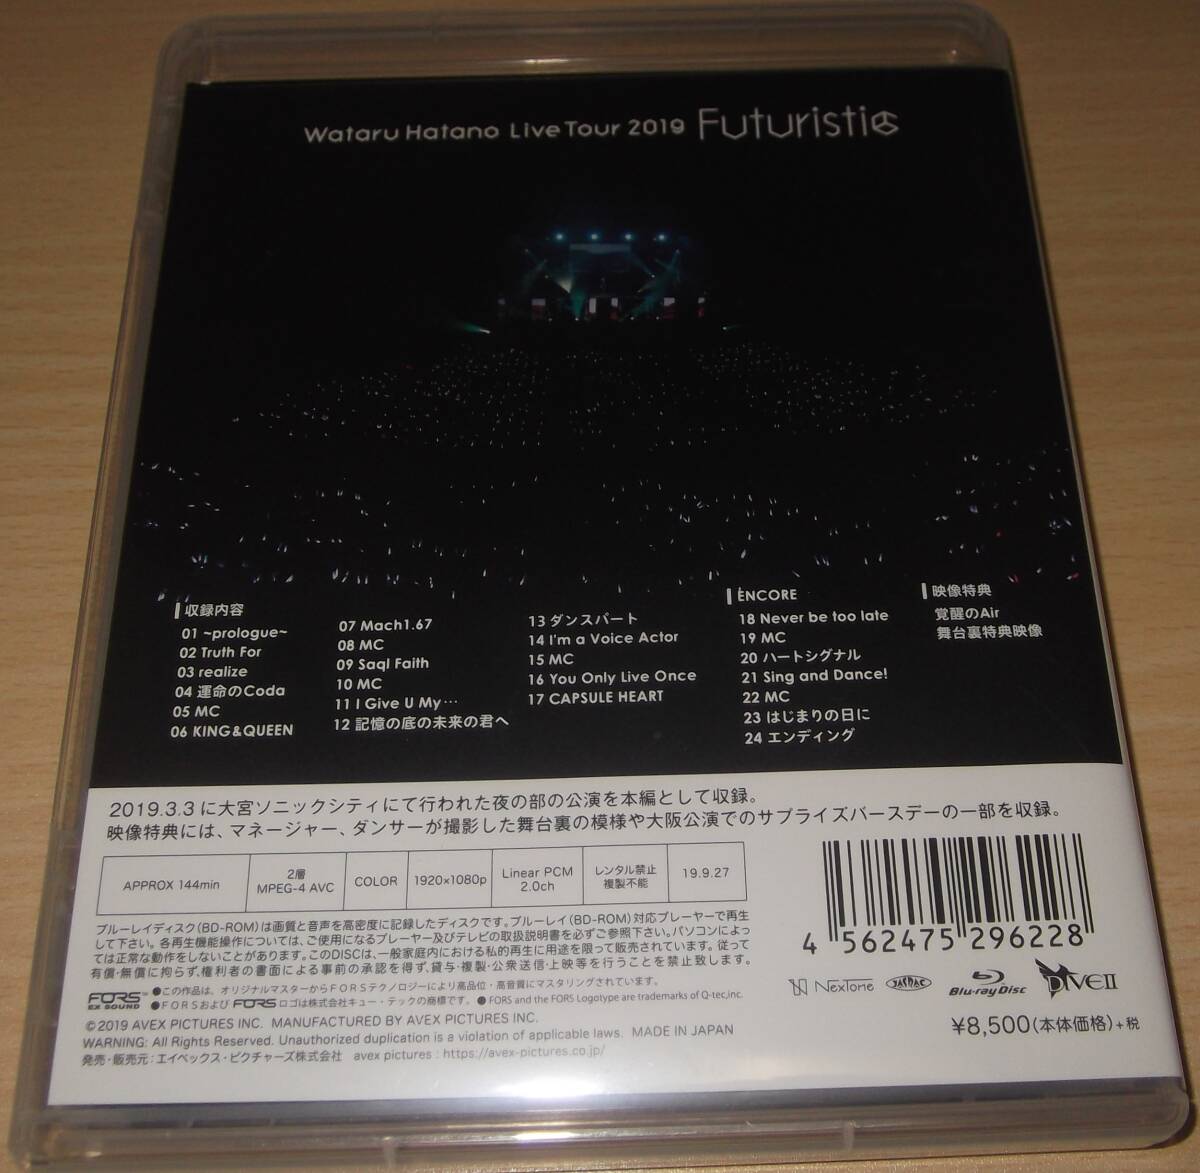 Wataru Hatano Live Tour 2019 Futuristic
収録内容
01 ~prologue~
02 Truth For
03 realize
04 運命のCoda
05 MC
06 KING&QUEEN
07 Mach1.67
08 MC
09 Saql Faith
10 MC
11 I Give U My…
12 記憶の底の未来の君へ
13 ダンスパート
14 I'm a Voice Actor
15 MC
16 You Only Live Once
17 CAPSULE HEART
ENCORE
18 Never be too late
19 MC
20 ハートシグナル
21 Sing and Dance!
22 MC
23 はじまりの日に
24 エンディング
映像特典
覚醒のAir
舞台裏特典映像
2019.3.3に大宮ソニックシティにて行われた夜の部の公演を本編として収録。
映像特典には、マネージャー、ダンサーが撮影した舞台裏の模様や大阪公演でのサプライズバースデーの一部を収録。
APPROX 144min
2層
MPEG-4 AVC
COLOR
1920×1080p
Linear PCM
2.0ch
レンタル禁止
複製不能
19.9.27
ブルーレイディスク(BD-ROM)は画質と音声を高密度に記録したディスクです。ブルーレイ(BD-ROM)対応プレーヤーで再生
して下さい。各再生機能操作については、ご使用になるプレーヤー及びテレビの取扱説明書を必ずご参照下さい。パソコンによっ
ては正常な動作をしないことがあります。このDISCは、一般家庭内における私的再生に用途を限って販売されています。従って
有償・無償に拘らず、権利者の書面による事前の承認を得ず、貸与・複製・公衆送信・上映等を行うことを禁止致します。
FORS EX SOUND
●この作品は、オリジナルマスターからFORSテクノロジーにより高品位・高音質にマスタリングされています。
●FORSおよび FORS ロゴは株式会社キュー・テックの商標です。 ● FORS and the FORS Logotype are trademarks of Q-tec,inc.
©2019 AVEX PICTURES INC. MANUFACTURED BY AVEX PICTURES INC.
WARNING: All Rights Reserved. Unauthorized duplication is a violation of applicable laws. MADE IN JAPAN
発売・販売元：エイベックス・ピクチャーズ株式会社 avex pictures : https://avex-pictures.co.jp/
4 562475 296228
NexTone JASRAC Blu-ray Disc DIVE II
¥8,500(本体価格)+税